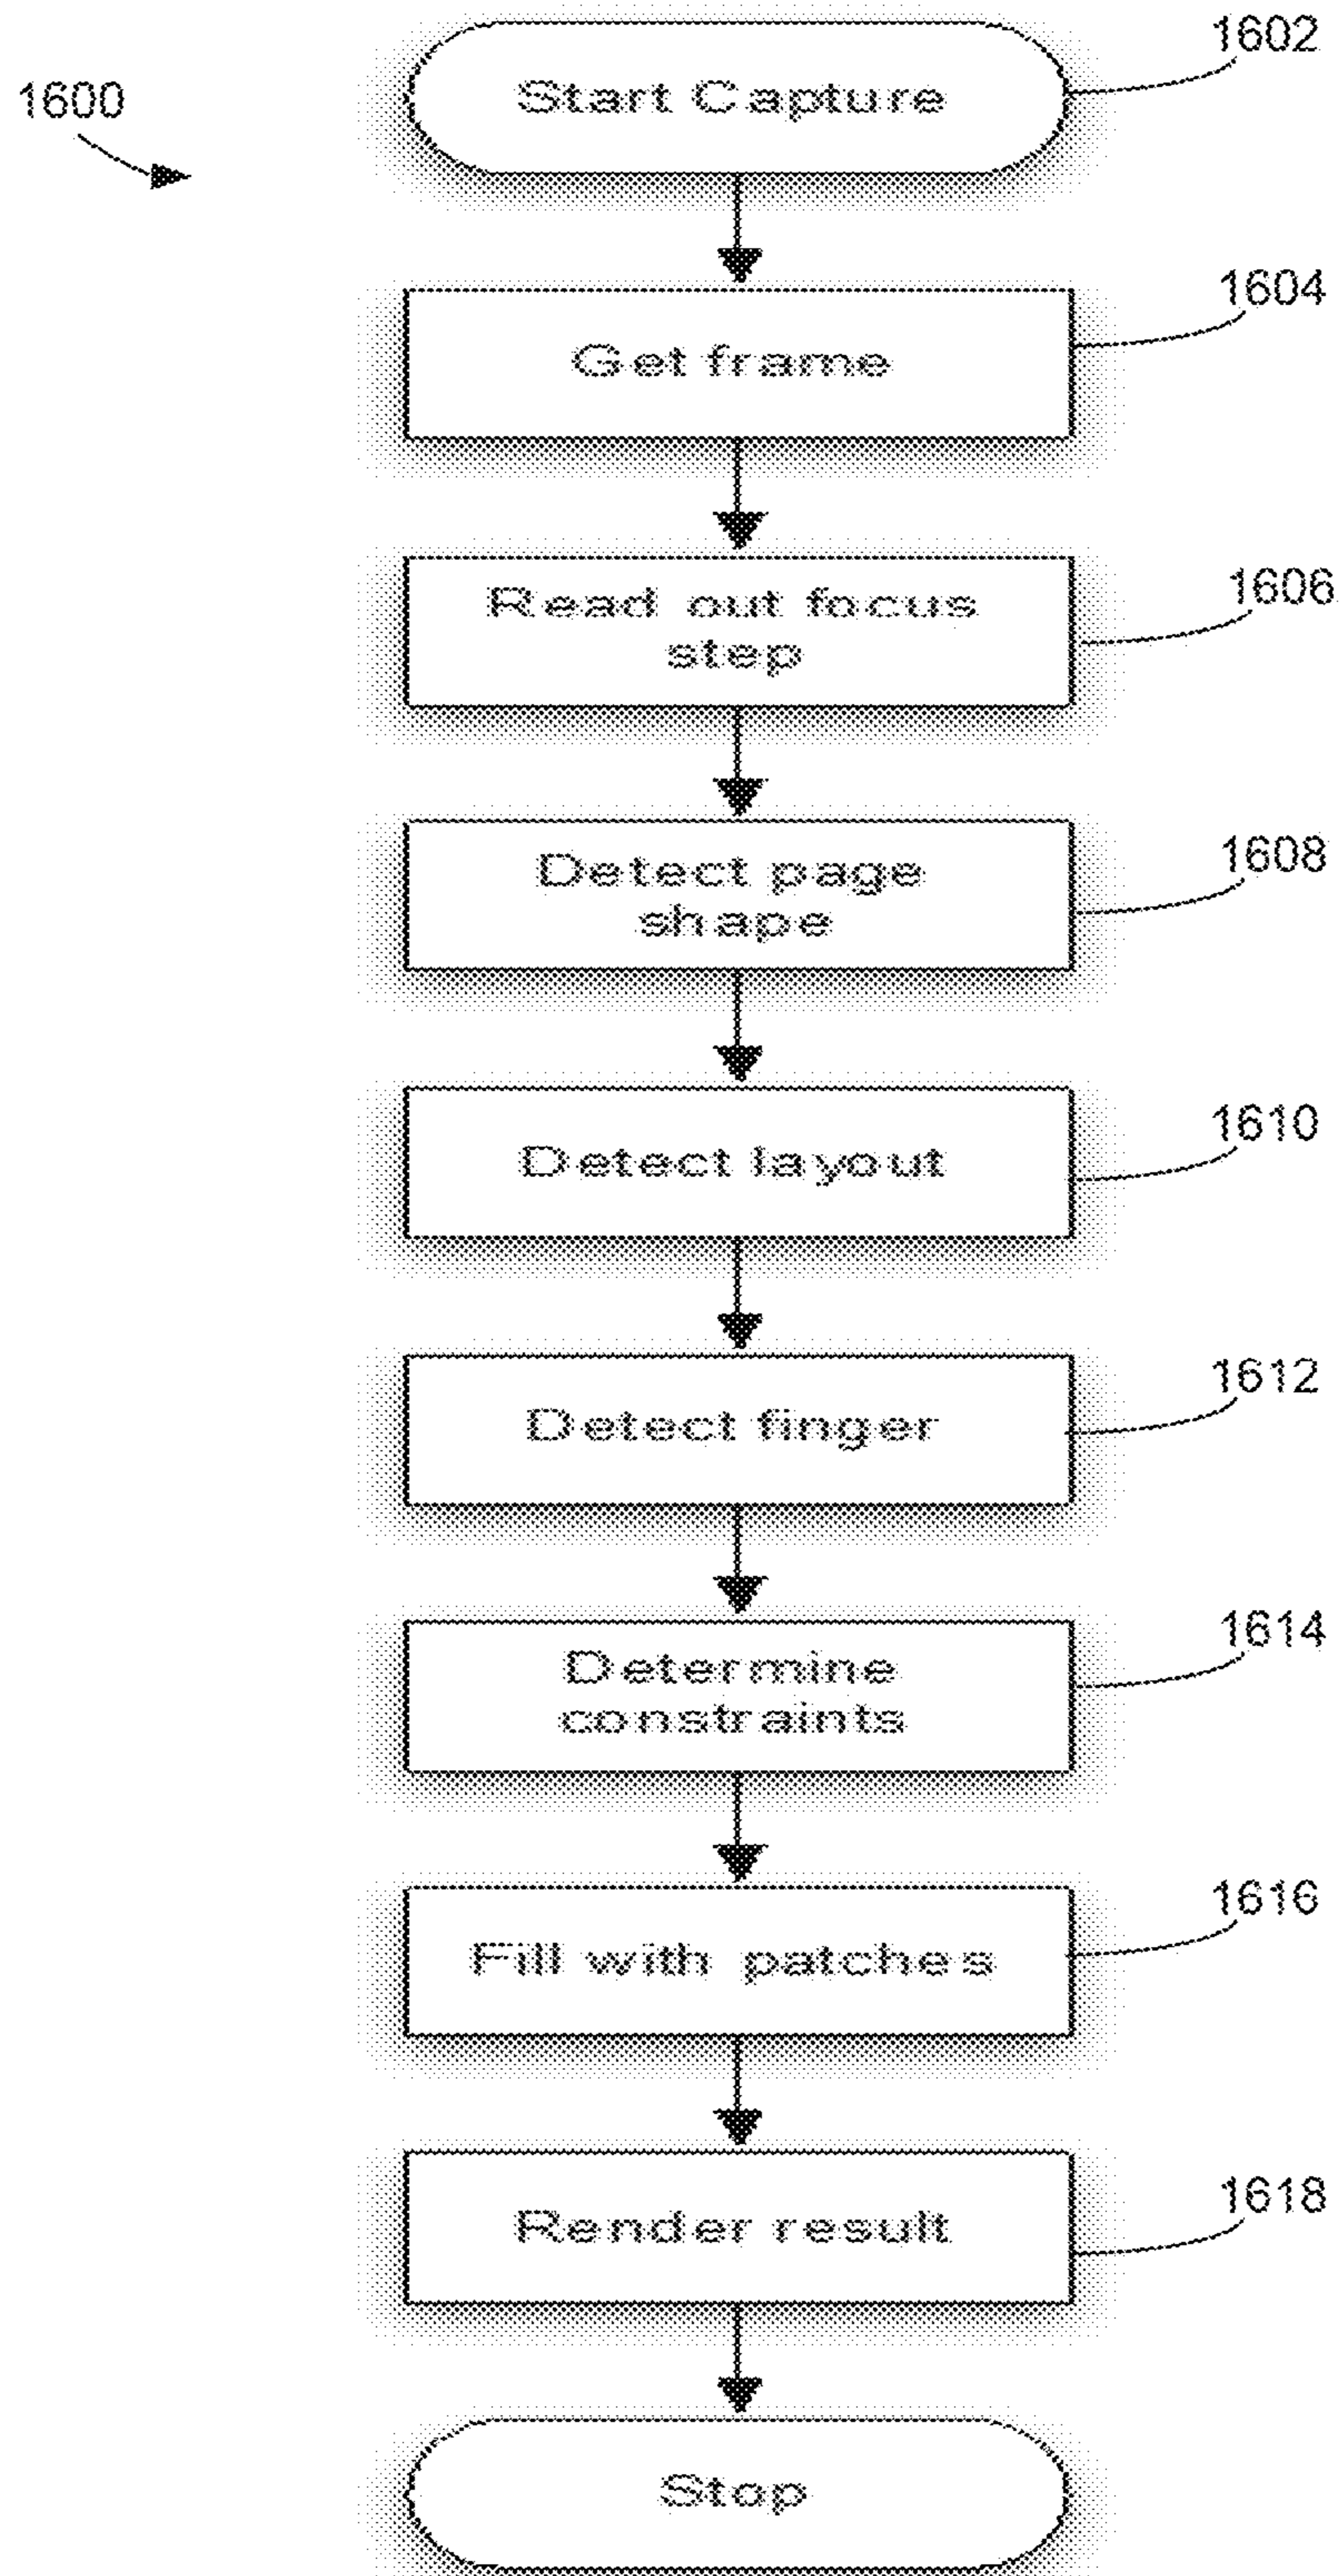 1602
Start Capture
1600
1604
Get frame
1606
Read out focus
step
1608
Detect page
shape
1610
Detect layout
1612
Detect finger
1614
Determine
constraints
1616
Fill with patches
1618
Render result
Stop